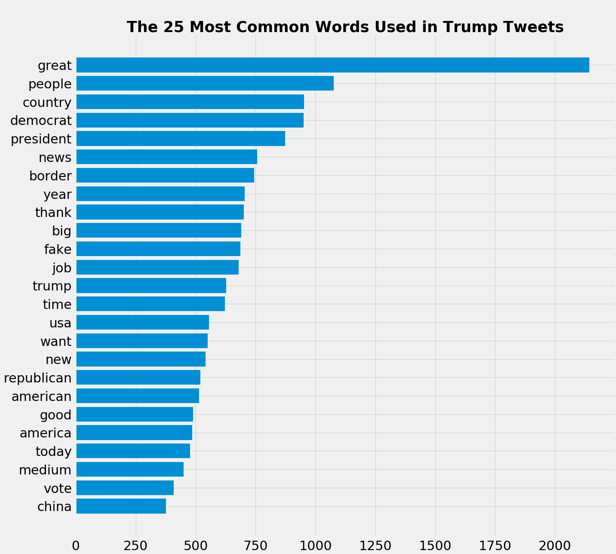 The 25 Most Common Words Used in Trump Tweets
great
people
country
democrat
president
news
border
year
thank
big
fake
job
trump
time
usa
want
new
republican
american
good
america
today
medium
vote
china
0 250 500 750 1000 1250 1500 1750 2000